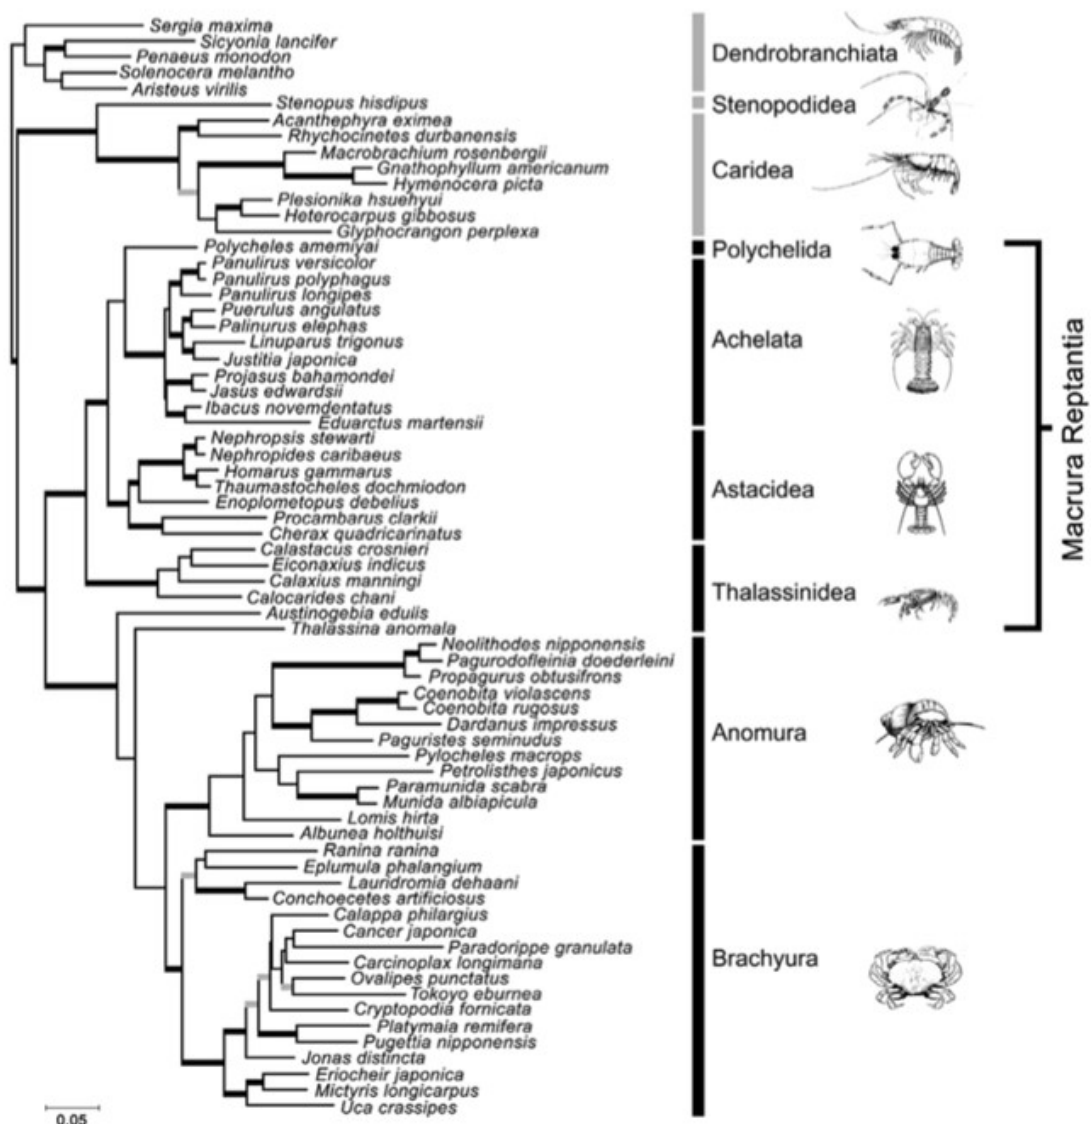 Sergia maxima
Sicyonia lancifer
Penaeus monodon
Solenocera melantho
Aristeus virilis
Stenopus hisdipus
Acanthephyra eximea
Rhychocinetes durbanensis
Macrobrachium rosenbergii
Gnathophyllum americanum
Hymenocera picta
Plesionika hsuehyui
Heterocarpus gibbosus
Glyphocrangon perplexa
Polycheles amemiyai
Panulirus versicolor
Panulirus polyphagus
Panulirus longipes
Puerulus angulatus
Palinurus elephas
Linuparus trigonus
Justitia japonica
Projasus bahamondei
Jasus edwardsii
Ibacus novemdentatus
Eduarctus martensii
Nephropsis stewarti
Nephropides caribaeus
Homarus gammarus
Thaumastocheles dochmiodon
Enoplometopus debelius
Procambarus clarkii
Cherax quadricarinatus
Calastacus crosnieri
Eiconaxius indicus
Calaxius manningi
Calocarides chani
Austinogebia edulis
Thalassina anomala
Neolithodes nipponensis
Pagurodofleinia doederleini
Propagurus obtusifrons
Coenobita violascens
Coenobita rugosus
Dardanus impressus
Paguristes seminudus
Pylocheles macrops
Petrolisthes japonicus
Paramunida scabra
Munida albiapicula
Lomis hirta
Albunea holthuisi
Ranina ranina
Eplumula phalangium
Lauridromia dehaani
Conchoecetes artificiosus
Calappa philargius
Cancer japonica
Paradorippe granulata
Carcinoplax longimana
Ovalipes punctatus
Tokoyo eburnea
Cryptopodia fornicata
Platymaia remifera
Pugettia nipponensis
Jonas distincta
Eriocheir japonica
Mictyris longicarpus
Uca crassipes
0.05
Dendrobranchiata
Stenopodidea
Caridea
Polychelida
Achelata
Astacidea
Thalassinidea
Anomura
Brachyura
Macrura Reptantia